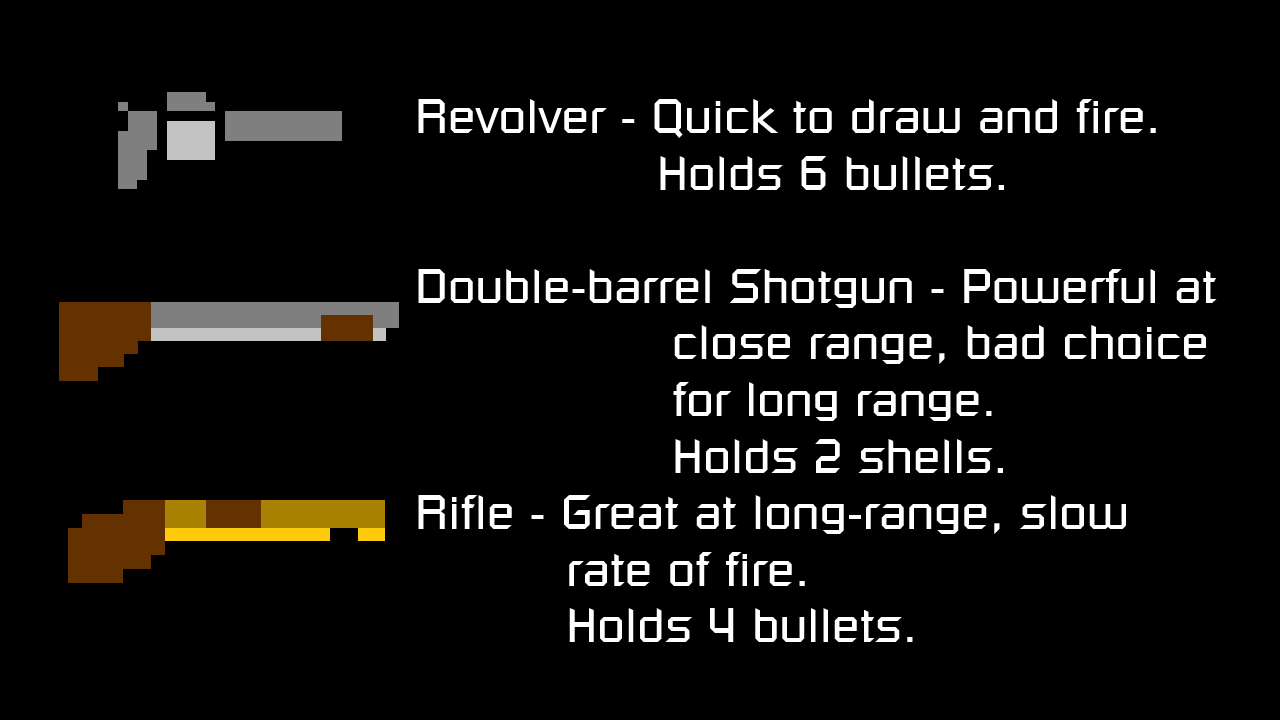 Revolver - Quick to draw and fire.
Holds 6 bullets.
Double-barrel Shotgun - Powerful at
close range, bad choice
for long range.
Holds 2 shells.
Rifle - Great at long-range, slow
rate of fire.
Holds 4 bullets.